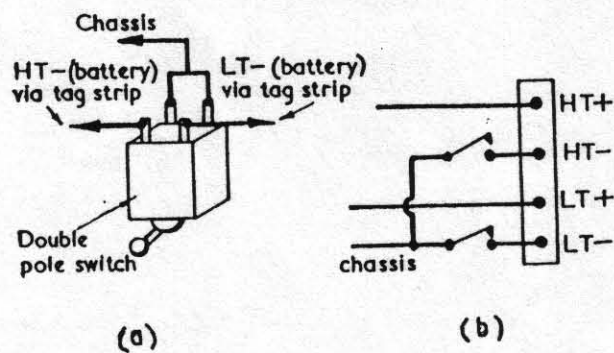 Chassis
HT-(battery)
via tag strip
LT-(battery)
via tag strip
Double
pole switch
(a)
HT+
HT-
LT+
LT-
chassis
(b)